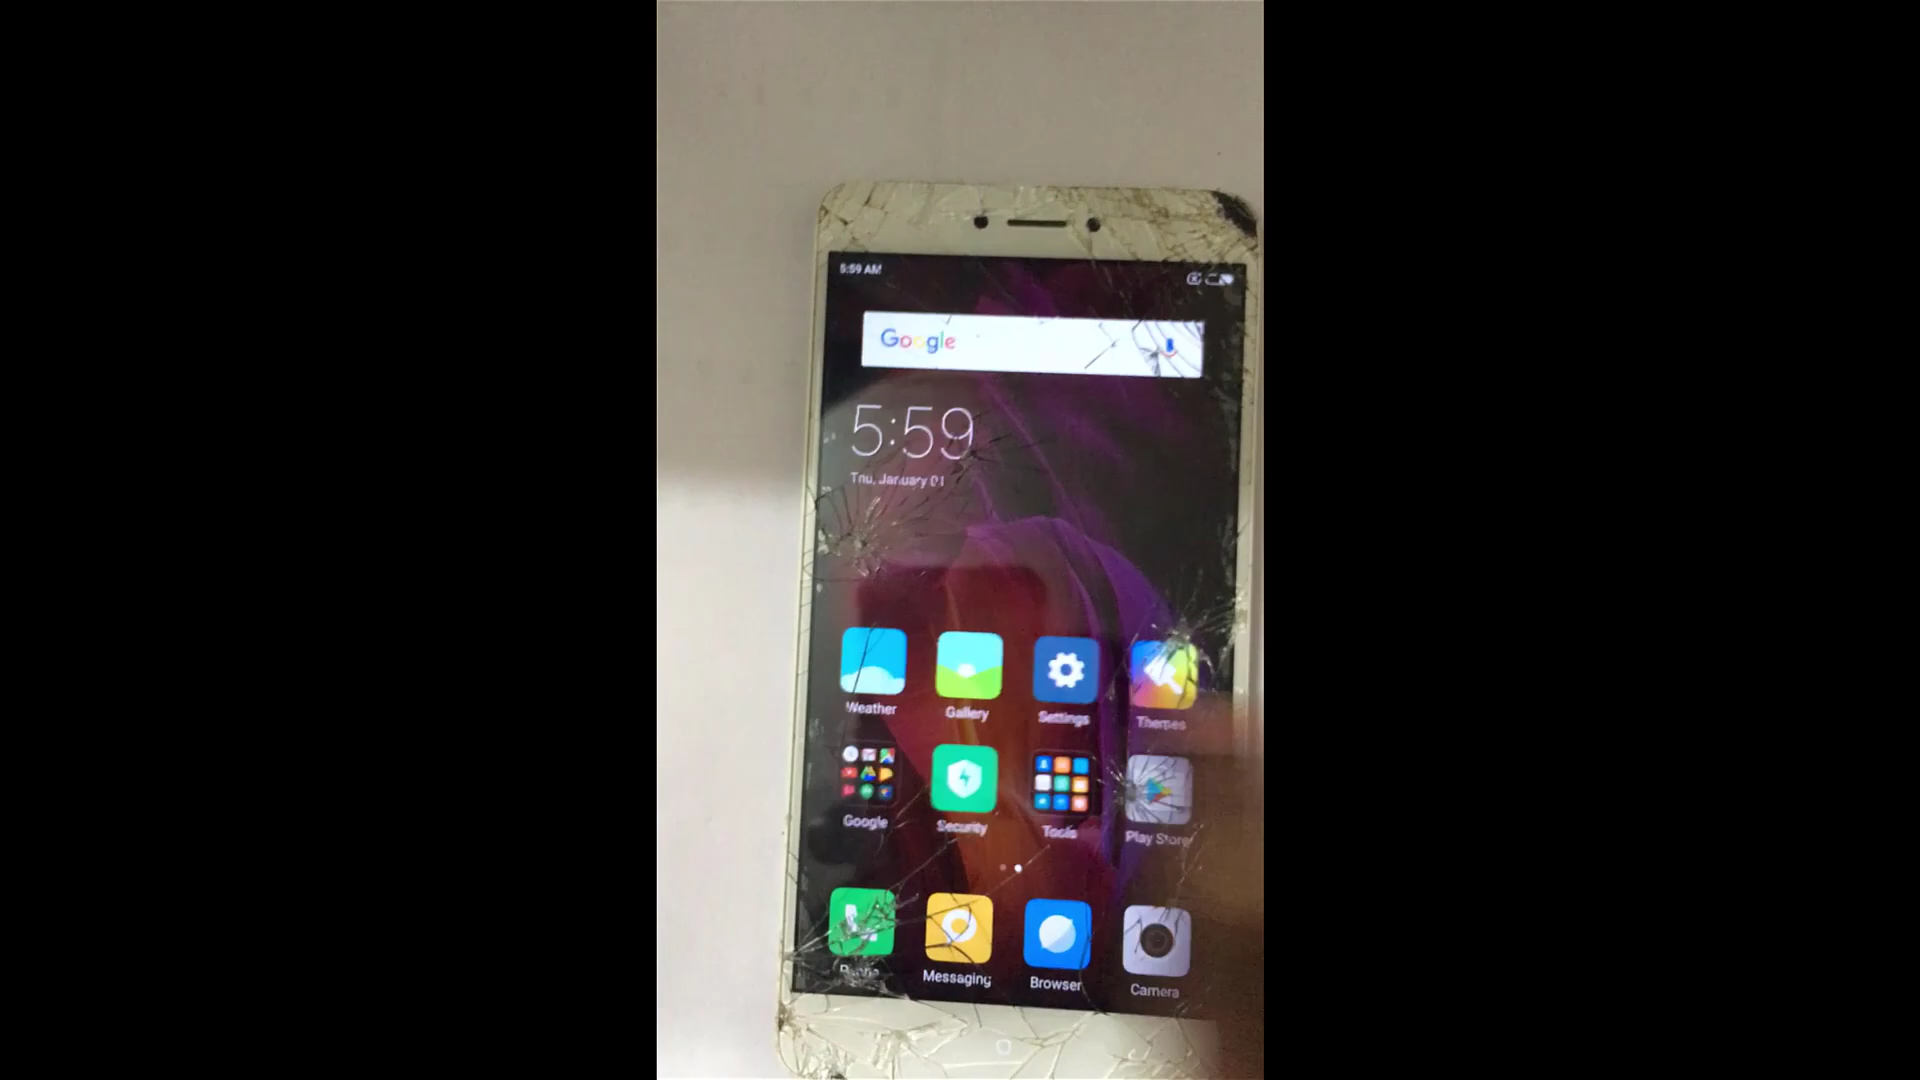 5:59 AM
Google
5:59
Thu, January 01
Weather Gallery Settings Themes
Google Security Tools Play Store
Phone Messaging Browser Camera